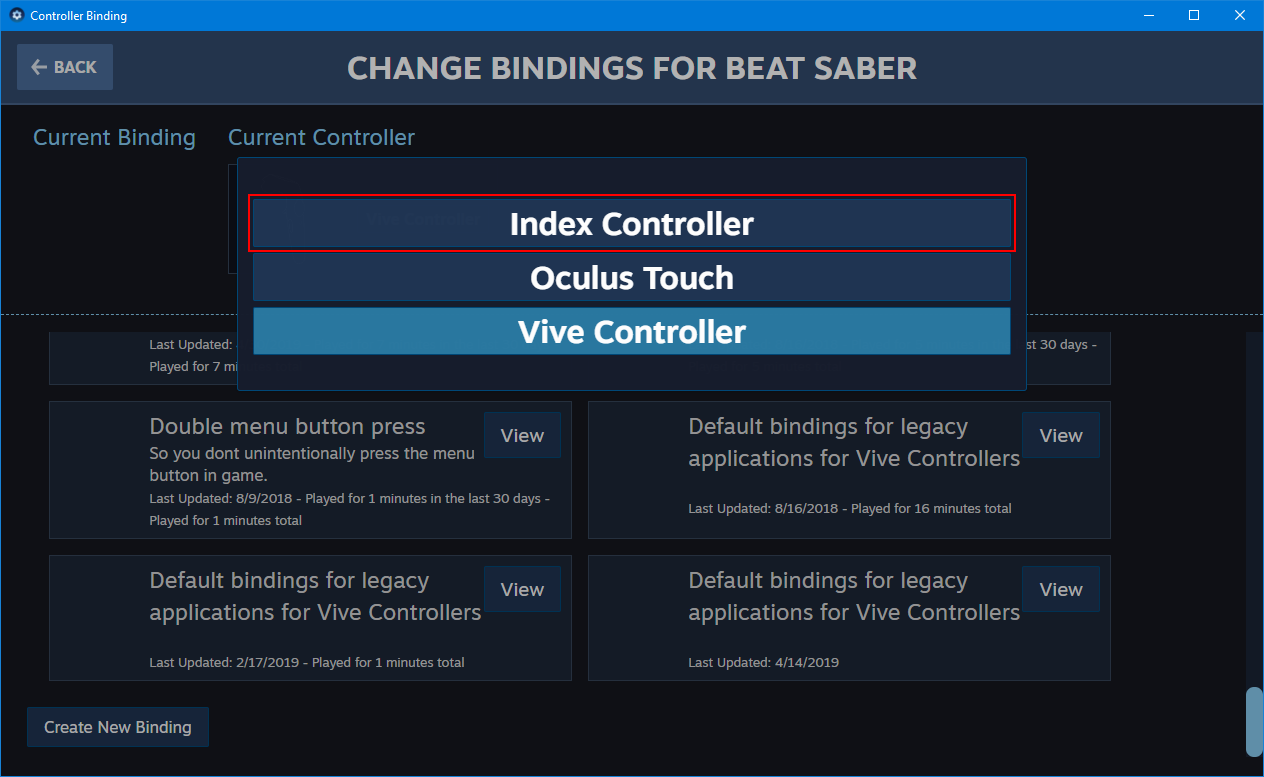 Controller Binding
BACK
CHANGE BINDINGS FOR BEAT SABER
Current Binding
Current Controller
Index Controller
Oculus Touch
Vive Controller
Last Updated:
Played for 7 mi
st 30 days -
Double menu button press
So you dont unintentionally press the menu
button in game.
Last Updated: 8/9/2018 - Played for 1 minutes in the last 30 days -
Played for 1 minutes total
View
Default bindings for legacy
applications for Vive Controllers
Last Updated: 8/16/2018 - Played for 16 minutes total
View
Default bindings for legacy
applications for Vive Controllers
Last Updated: 2/17/2019 - Played for 1 minutes total
View
Default bindings for legacy
applications for Vive Controllers
Last Updated: 4/14/2019
View
Create New Binding